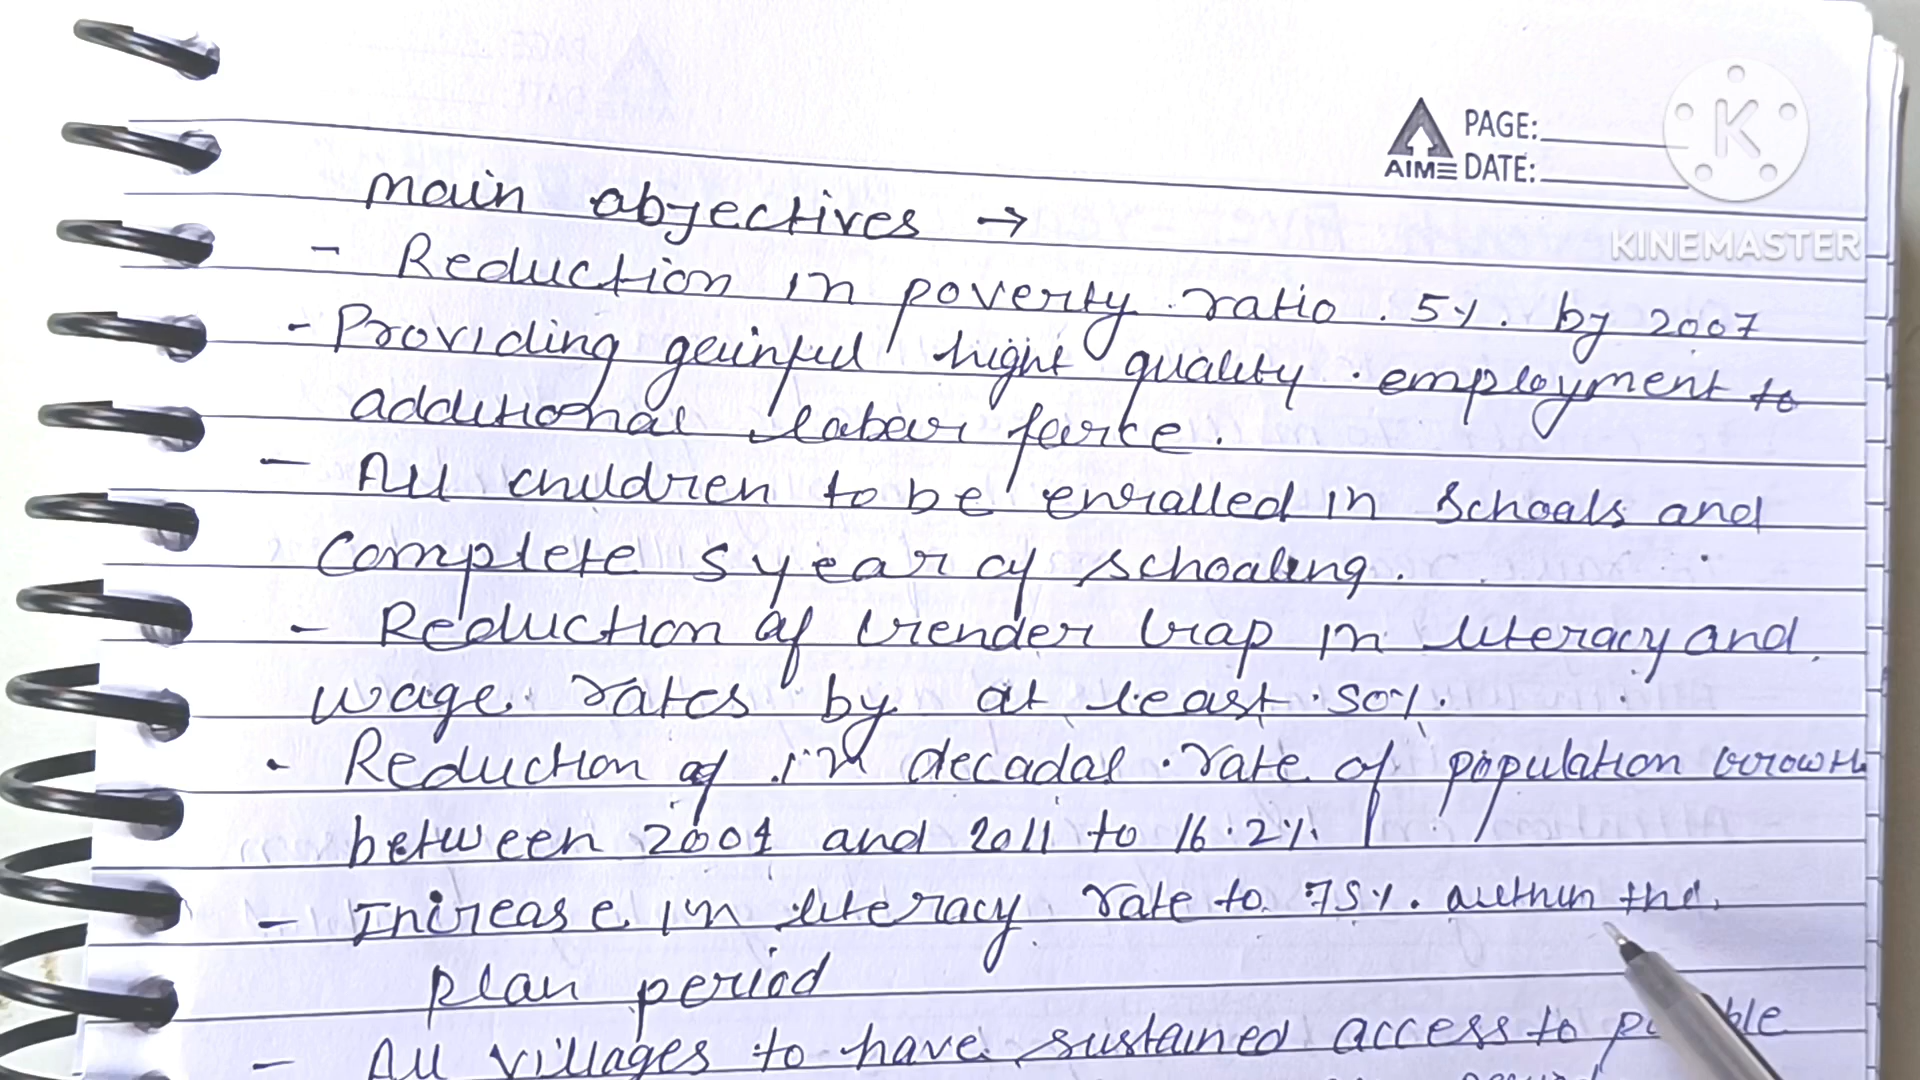 PAGE:
AIME DATE:
KINEMASTER
Main objectives →
- Reduction in poverty ratio 5% by 2007
- Providing gainful hight quality employment to
additional labour force.
- All children to be enrolled in schools and
complete 5 year of schooling.
- Reduction of Gender Gap in literacy and
wage rates by at least 50%.
- Reduction of in decadal rate of population Growth
between 2001 and 2011 to 16.2%
- Increase in literacy rate to 75% within the
plan period
- All villages to have sustained access to